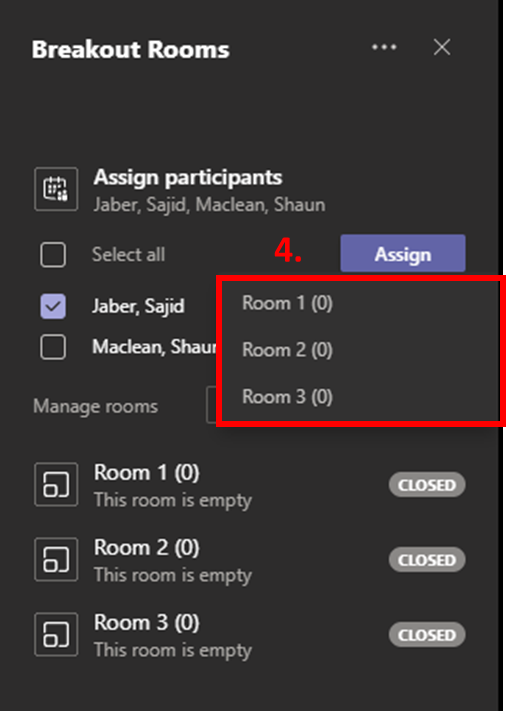 Breakout Rooms
Assign participants
Jaber, Sajid, Maclean, Shaun
Select all
4.
Assign
Jaber, Sajid
Room 1 (0)
Maclean,
Room 2 (0)
Room 3 (0)
Manage rooms
Room 1 (0)
CLOSED
This room is empty
Room 2 (0)
CLOSED
This room is empty
Room 3 (0)
CLOSED
This room is empty